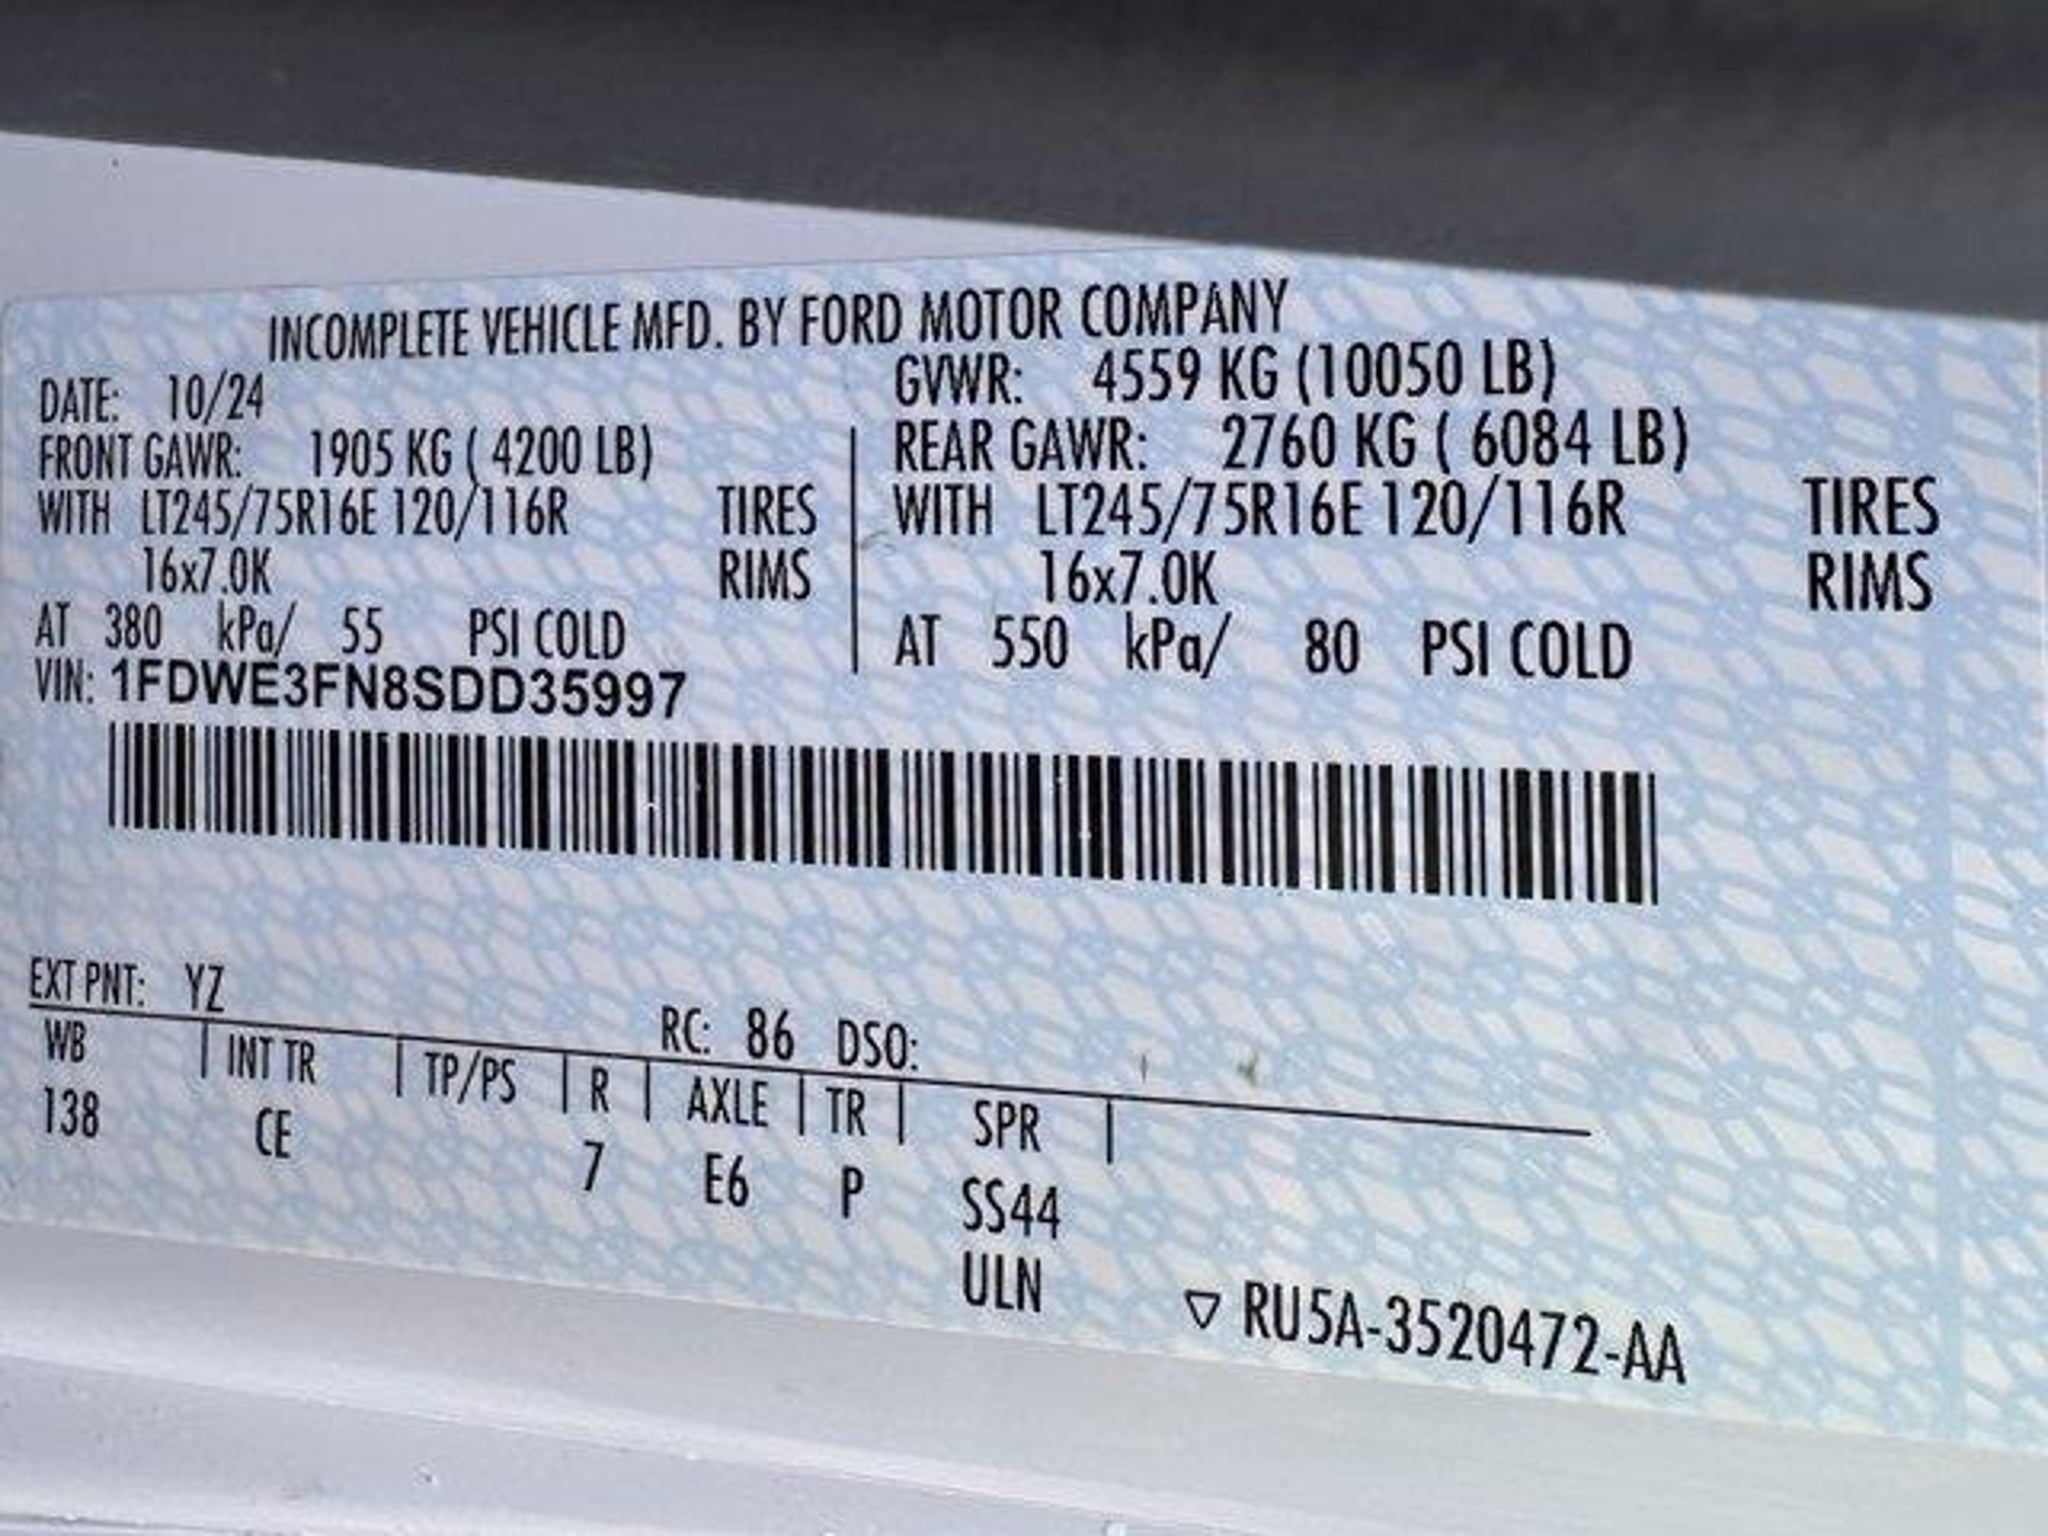 INCOMPLETE VEHICLE MFD. BY FORD MOTOR COMPANY
DATE: 10/24
GVWR: 4559 KG (10050 LB)
FRONT GAWR: 1905 KG ( 4200 LB)
REAR GAWR: 2760 KG ( 6084 LB)
WITH LT245/75R16E 120/116R TIRES
WITH LT245/75R16E 120/116R TIRES
16x7.0K RIMS
16x7.0K RIMS
AT 380 kPa/ 55 PSI COLD
AT 550 kPa/ 80 PSI COLD
VIN: 1FDWE3FN8SDD35997
EXT PNT: YZ
RC: 86 DSO:
WB | INT TR | TP/PS | R | AXLE | TR | SPR |
138 CE 7 E6 P SS44
ULN
▽ RU5A-3520472-AA